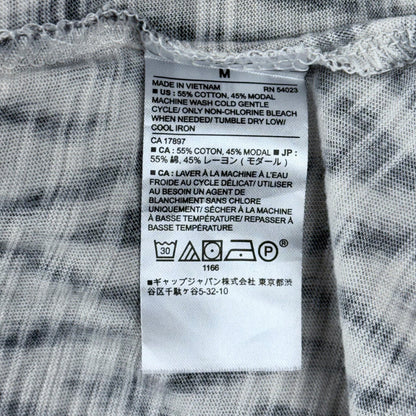 M
MADE IN VIETNAM RN 54023
■ US : 55% COTTON, 45% MODAL
MACHINE WASH COLD GENTLE
CYCLE/ ONLY NON-CHLORINE BLEACH
WHEN NEEDED/ TUMBLE DRY LOW/
COOL IRON
CA 17897
■ CA : 55% COTON, 45% MODAL ■ JP :
55% 綿, 45% レーヨン (モダール)
■ CA : LAVER À LA MACHINE À L'EAU
FROIDE AU CYCLE DÉLICAT/ UTILISER
AU BESOIN UN AGENT DE
BLANCHIMENT SANS CHLORE
UNIQUEMENT/ SÉCHER À LA MACHINE
À BASSE TEMPÉRATURE/ REPASSER À
BASSE TEMPÉRATURE
30 P ®
1166
■ ギャップジャパン株式会社 東京都渋
谷区千駄ヶ谷5-32-10